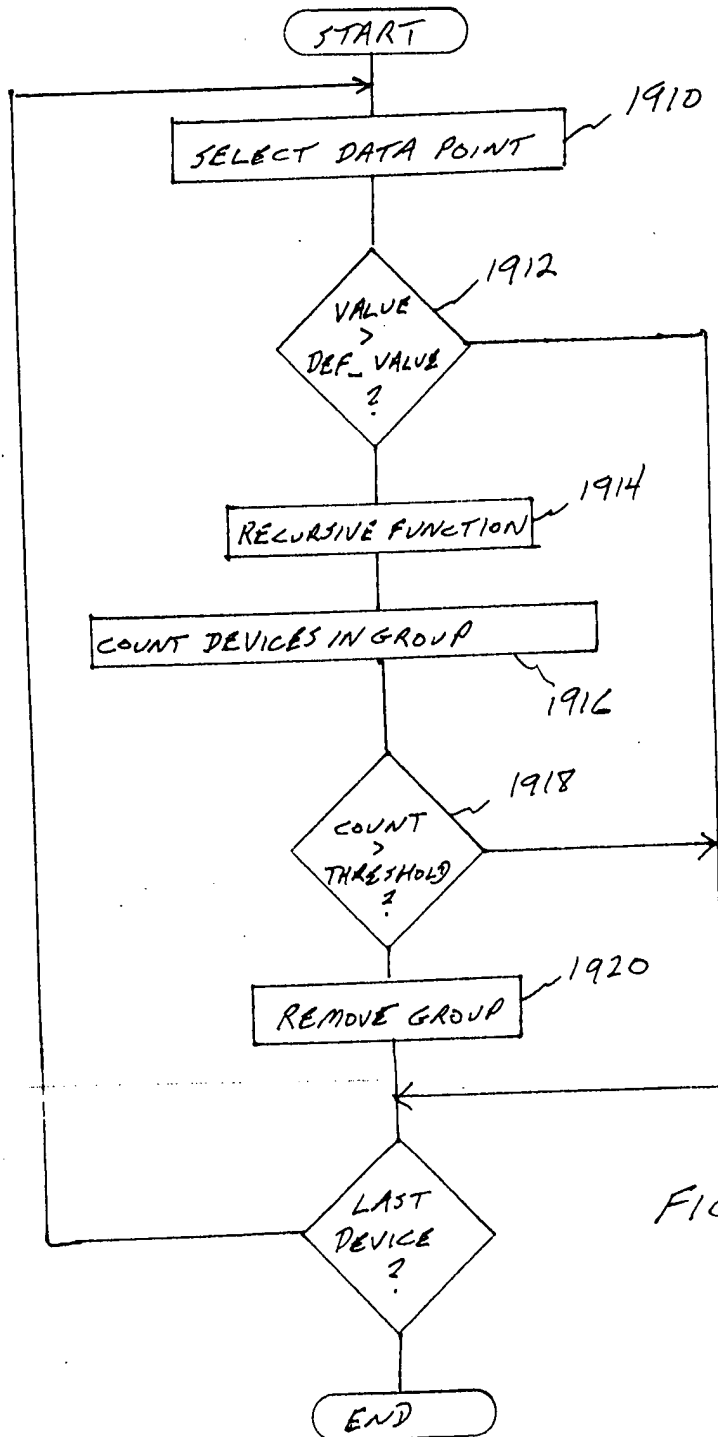 START
1910
SELECT DATA POINT
1912
VALUE
>
DEF_VALUE
?
1914
RECURSIVE FUNCTION
COUNT DEVICES IN GROUP
1916
1918
COUNT
>
THRESHOLD
?
1920
REMOVE GROUP
LAST
DEVICE
?
END